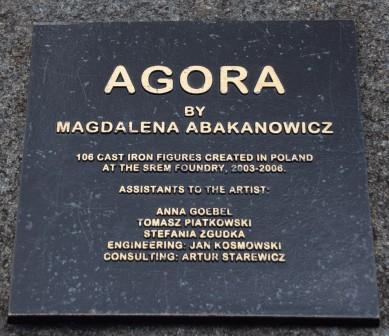 AGORA
BY
MAGDALENA ABAKANOWICZ
106 CAST IRON FIGURES CREATED IN POLAND
AT THE SREM FOUNDRY, 2003-2006.
ASSISTANTS TO THE ARTIST:
ANNA GOEBEL
TOMASZ PIATKOWSKI
STEFANIA ZGUDKA
ENGINEERING: JAN KOSMOWSKI
CONSULTING: ARTUR STAREWICZ